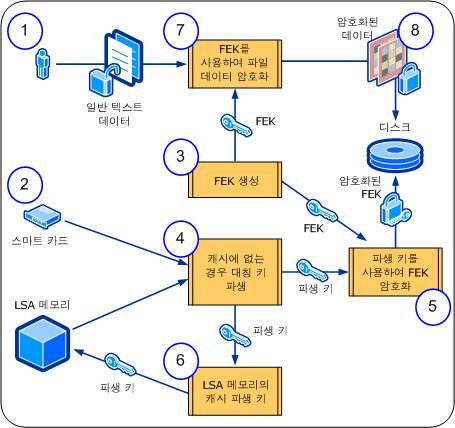 1
7
FEK를
사용하여 파일
데이터 암호화
암호화된
데이터
8
일반 텍스트
데이터
FEK
디스크
3
FEK 생성
암호화된
FEK
2
스마트 카드
FEK
4
캐시에 없는
경우 대칭 키
파생
파생 키
파생 키를
사용하여 FEK
암호화
5
LSA 메모리
파생 키
6
LSA 메모리의
캐시 파생 키
파생 키